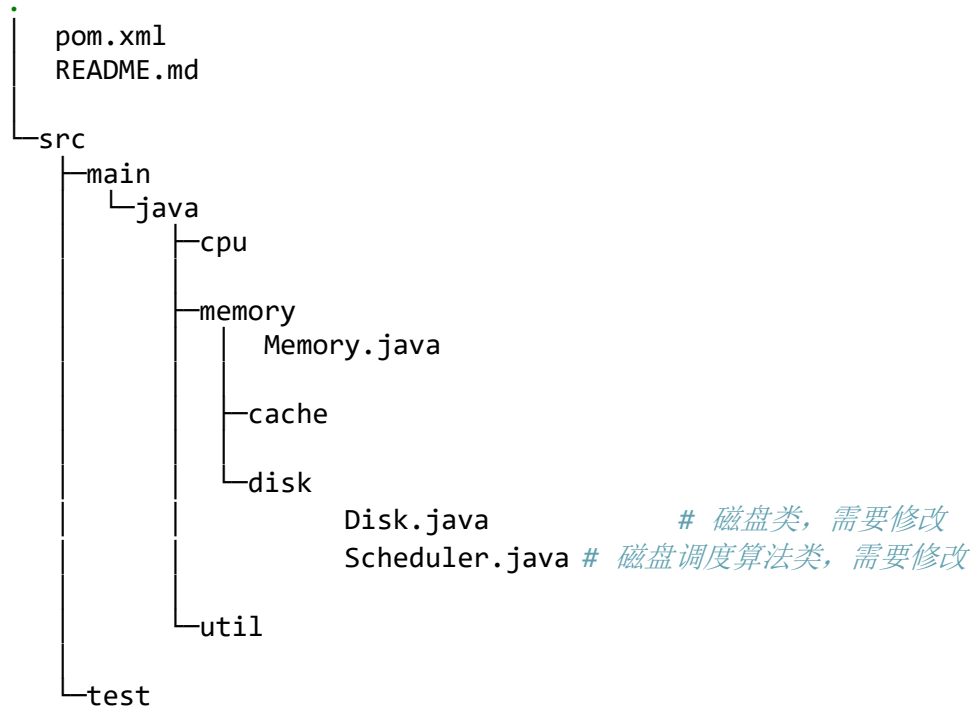 .
│   pom.xml
│   README.md
│
└─src
    ├─main
    │  └─java
    │      ├─cpu
    │      │
    │      ├─memory
    │      │  │  Memory.java
    │      │  │
    │      │  ├─cache
    │      │  │
    │      │  └─disk
    │      │          Disk.java           # 磁盘类，需要修改
    │      │          Scheduler.java # 磁盘调度算法类，需要修改
    │      │
    │      └─util
    │
    └─test